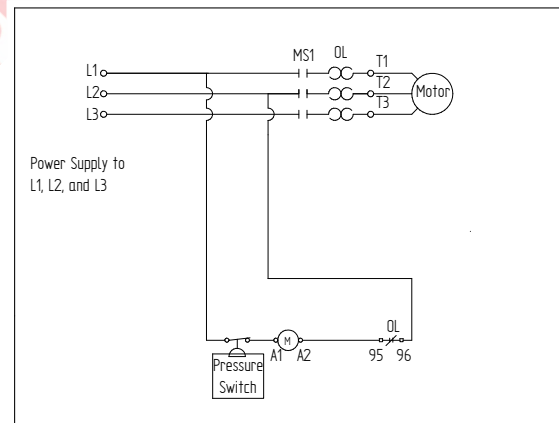 MS1 OL T1
L1
L2 T2 Motor
L3 T3
Power Supply to
L1, L2, and L3
OL
M
A1 A2 95 96
Pressure
Switch